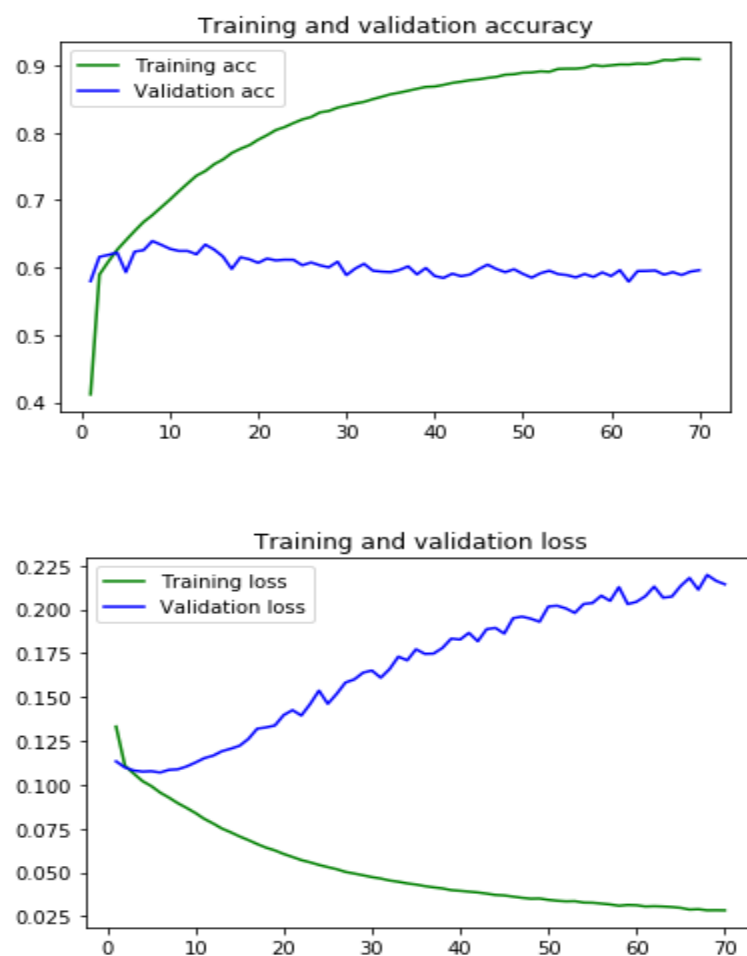 Training and validation accuracy
Training acc
Validation acc
0.9
0.8
0.7
0.6
0.5
0.4
0 10 20 30 40 50 60 70
Training and validation loss
Training loss
Validation loss
0.225
0.200
0.175
0.150
0.125
0.100
0.075
0.050
0.025
0 10 20 30 40 50 60 70